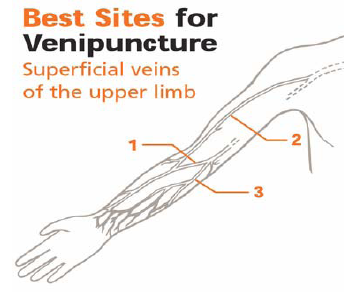 Best Sites for
Venipuncture
Superficial veins
of the upper limb
1
2
3